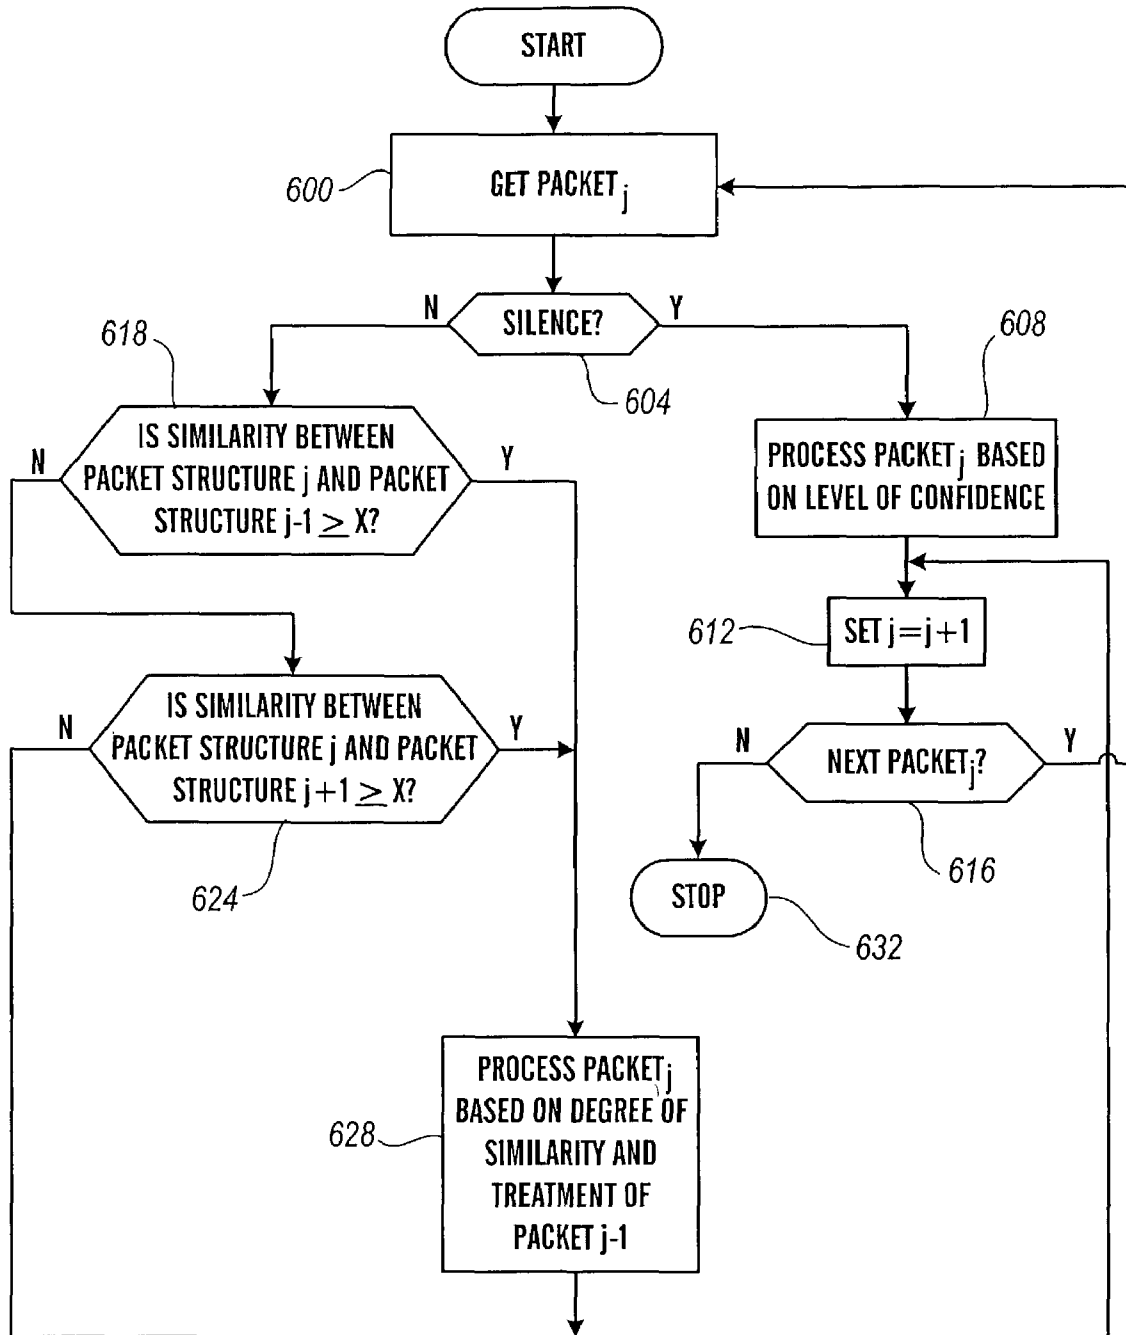 START
600
GET PACKET j
N
SILENCE?
Y
618
604
608
IS SIMILARITY BETWEEN
PACKET STRUCTURE j AND PACKET
STRUCTURE j-1 ≥ X?
N
Y
PROCESS PACKET j BASED
ON LEVEL OF CONFIDENCE
612
SET j=j+1
IS SIMILARITY BETWEEN
PACKET STRUCTURE j AND PACKET
STRUCTURE j+1 ≥ X?
N
Y
N
NEXT PACKET j?
Y
624
616
STOP
632
628
PROCESS PACKET j
BASED ON DEGREE OF
SIMILARITY AND
TREATMENT OF
PACKET j-1